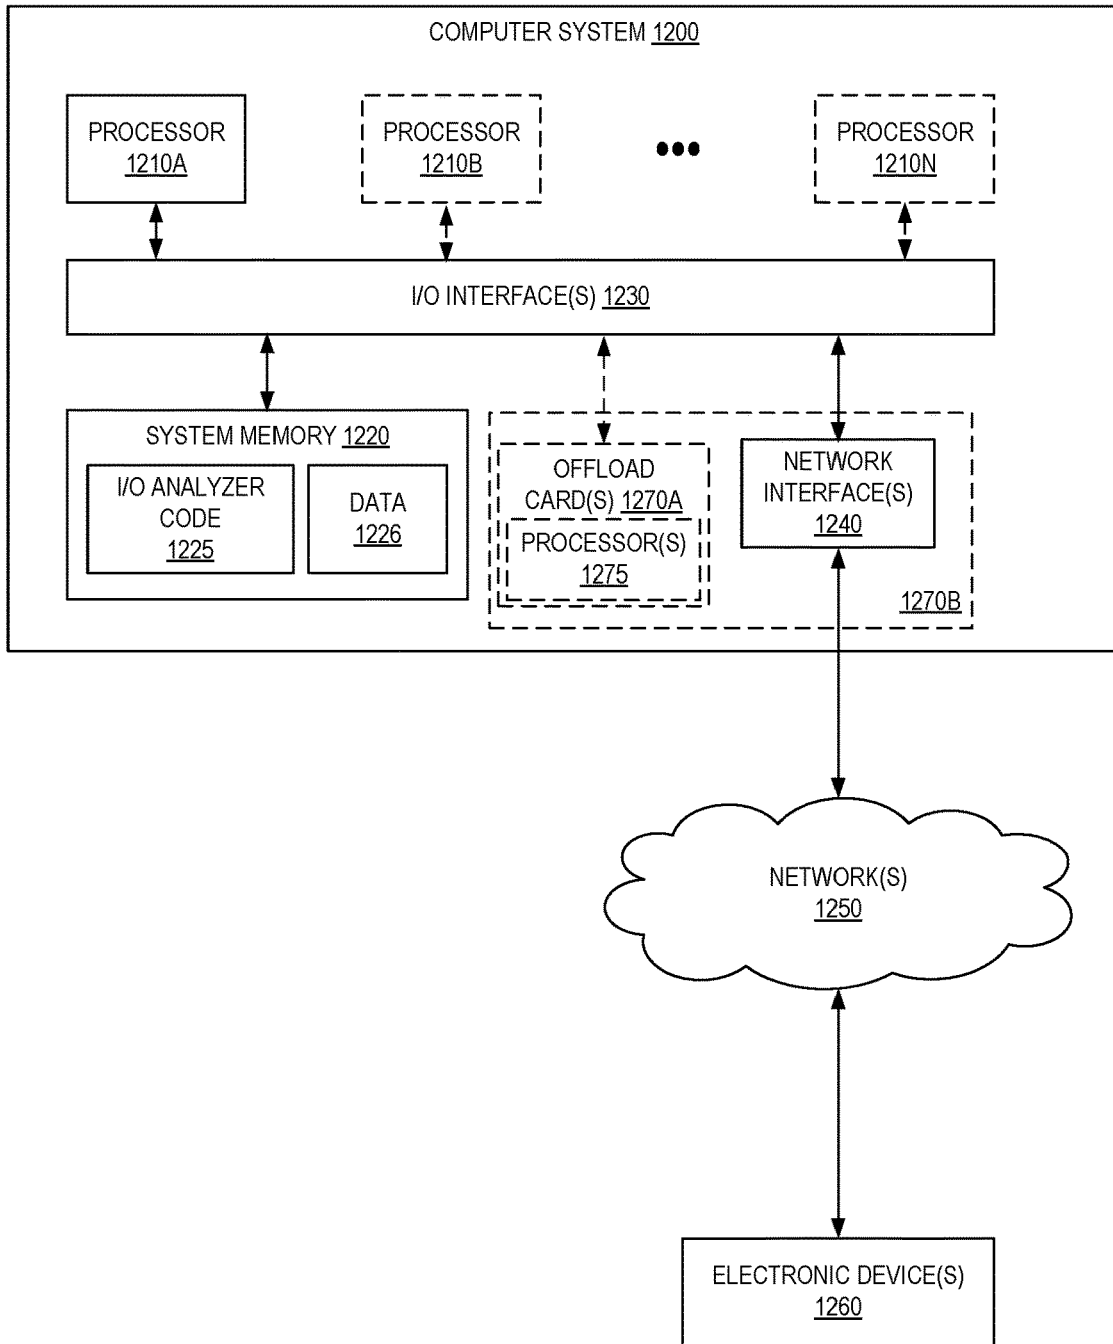 COMPUTER SYSTEM 1200
PROCESSOR
1210A
PROCESSOR
1210B
PROCESSOR
1210N
I/O INTERFACE(S) 1230
SYSTEM MEMORY 1220
I/O ANALYZER
CODE
1225
DATA
1226
OFFLOAD
CARD(S) 1270A
PROCESSOR(S)
1275
NETWORK
INTERFACE(S)
1240
1270B
NETWORK(S)
1250
ELECTRONIC DEVICE(S)
1260